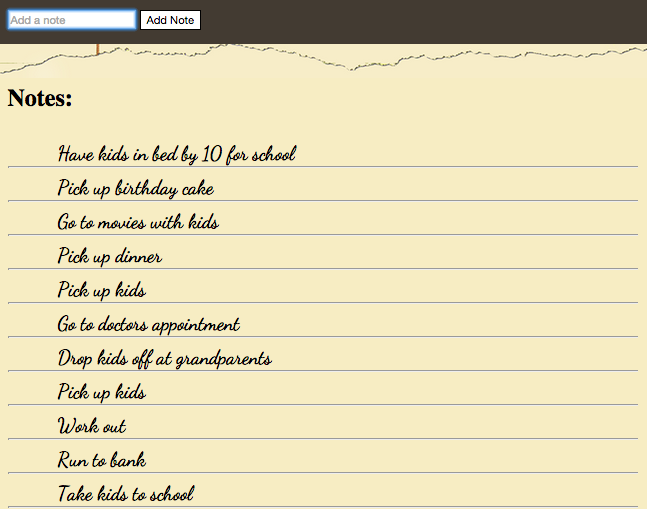 Add a note Add Note
Notes:
Have kids in bed by 10 for school
Pick up birthday cake
Go to movies with kids
Pick up dinner
Pick up kids
Go to doctors appointment
Drop kids off at grandparents
Pick up kids
Work out
Run to bank
Take kids to school